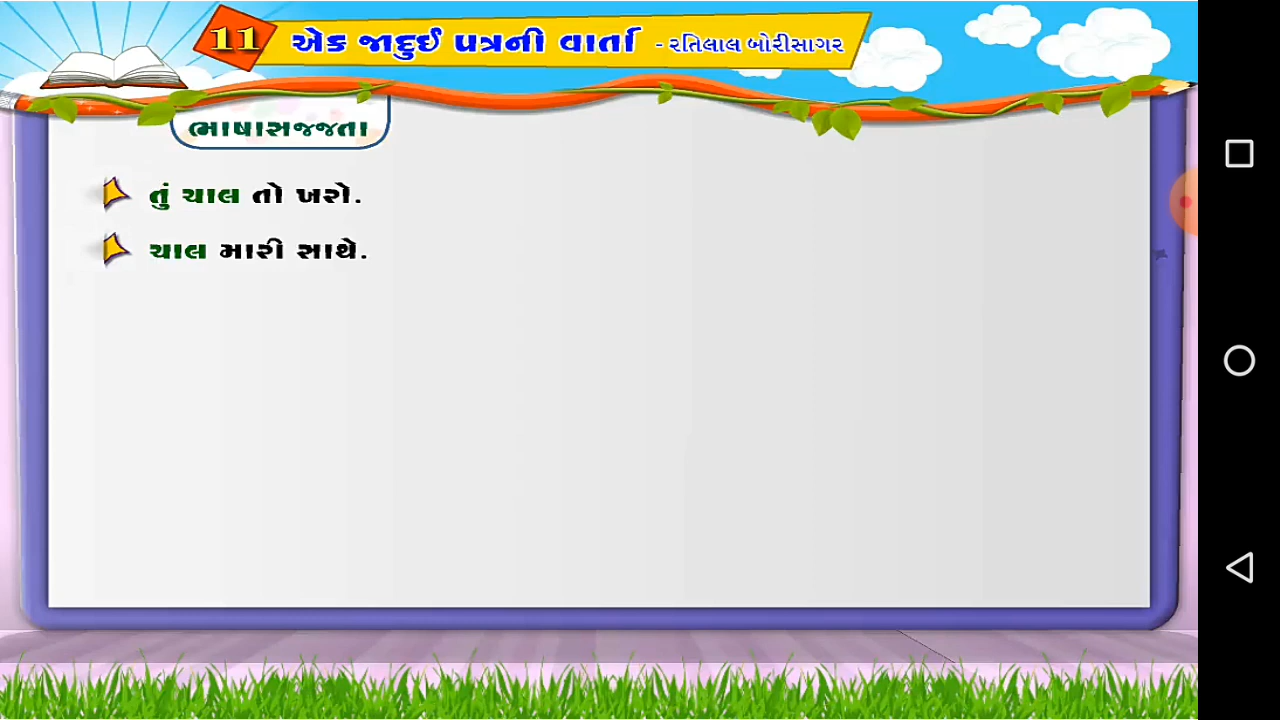 11 એક જાદુઈ પત્રની વાર્તા - રતિલાલ બોરીસાગર
ભાષાસજ્જતા
તું ચાલ તો ખરો.
ચાલ મારી સાથે.